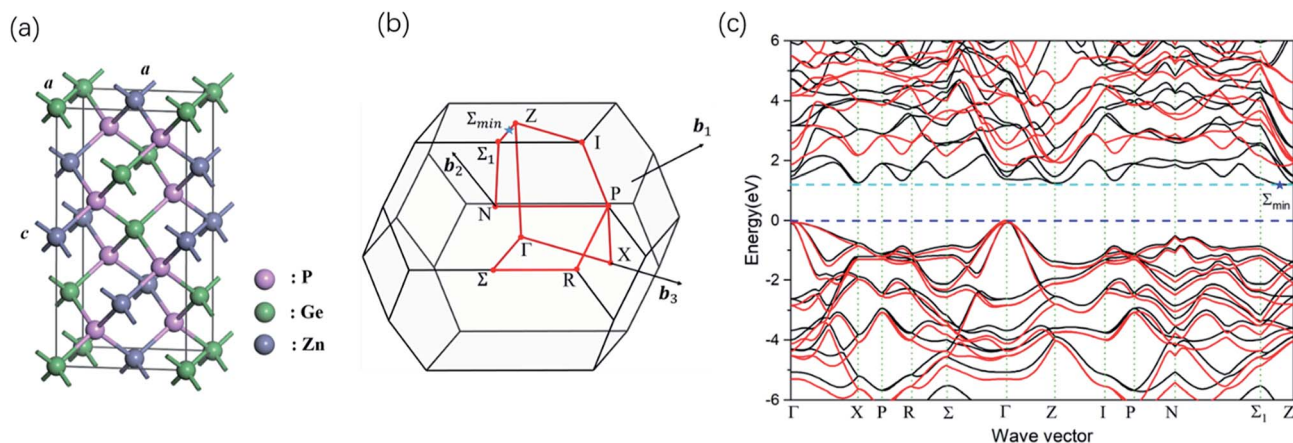 (a)
a
a
c
: P
: Ge
: Zn
(b)
Σmin
Z
Σ1
I
b1
b2
N
P
Γ
X
Σ
R
b3
(c)
Energy(eV)
6
4
2
0
-2
-4
-6
Σmin
Γ X P R Σ Γ Z I P N Σ1 Z
Wave vector